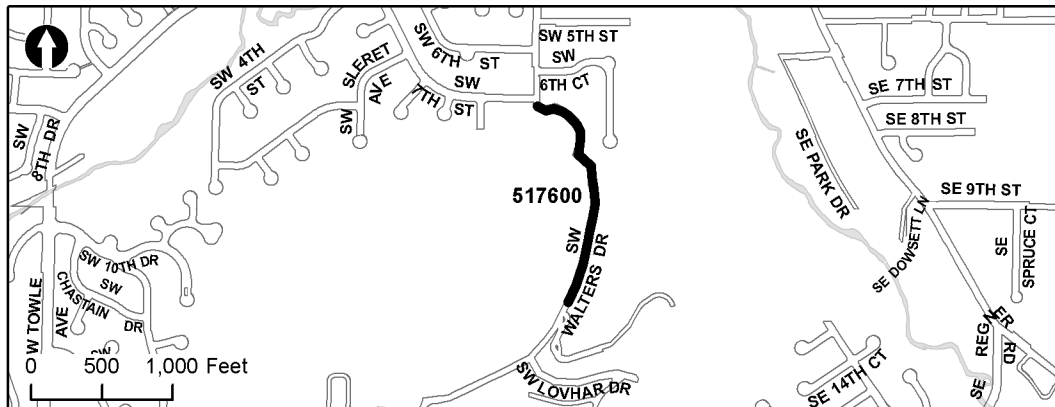 SW 5TH ST
SW
6TH CT
SW 6TH ST
SW 4TH
ST
SLERET
AVE
SW
SW
7TH ST
SW
8TH DR
SE 7TH ST
SE 8TH ST
SE PARK DR
SE 9TH ST
517600
SE DOWSETT LN
SE
SPRUCE CT
SW
WALTERS DR
SW 10TH DR
SW
CHASTAIN
DR
W TOWLE
AVE
SW
SE REGNER
RD
0 500 1,000 Feet
SW LOVHAR DR
SE 14TH CT